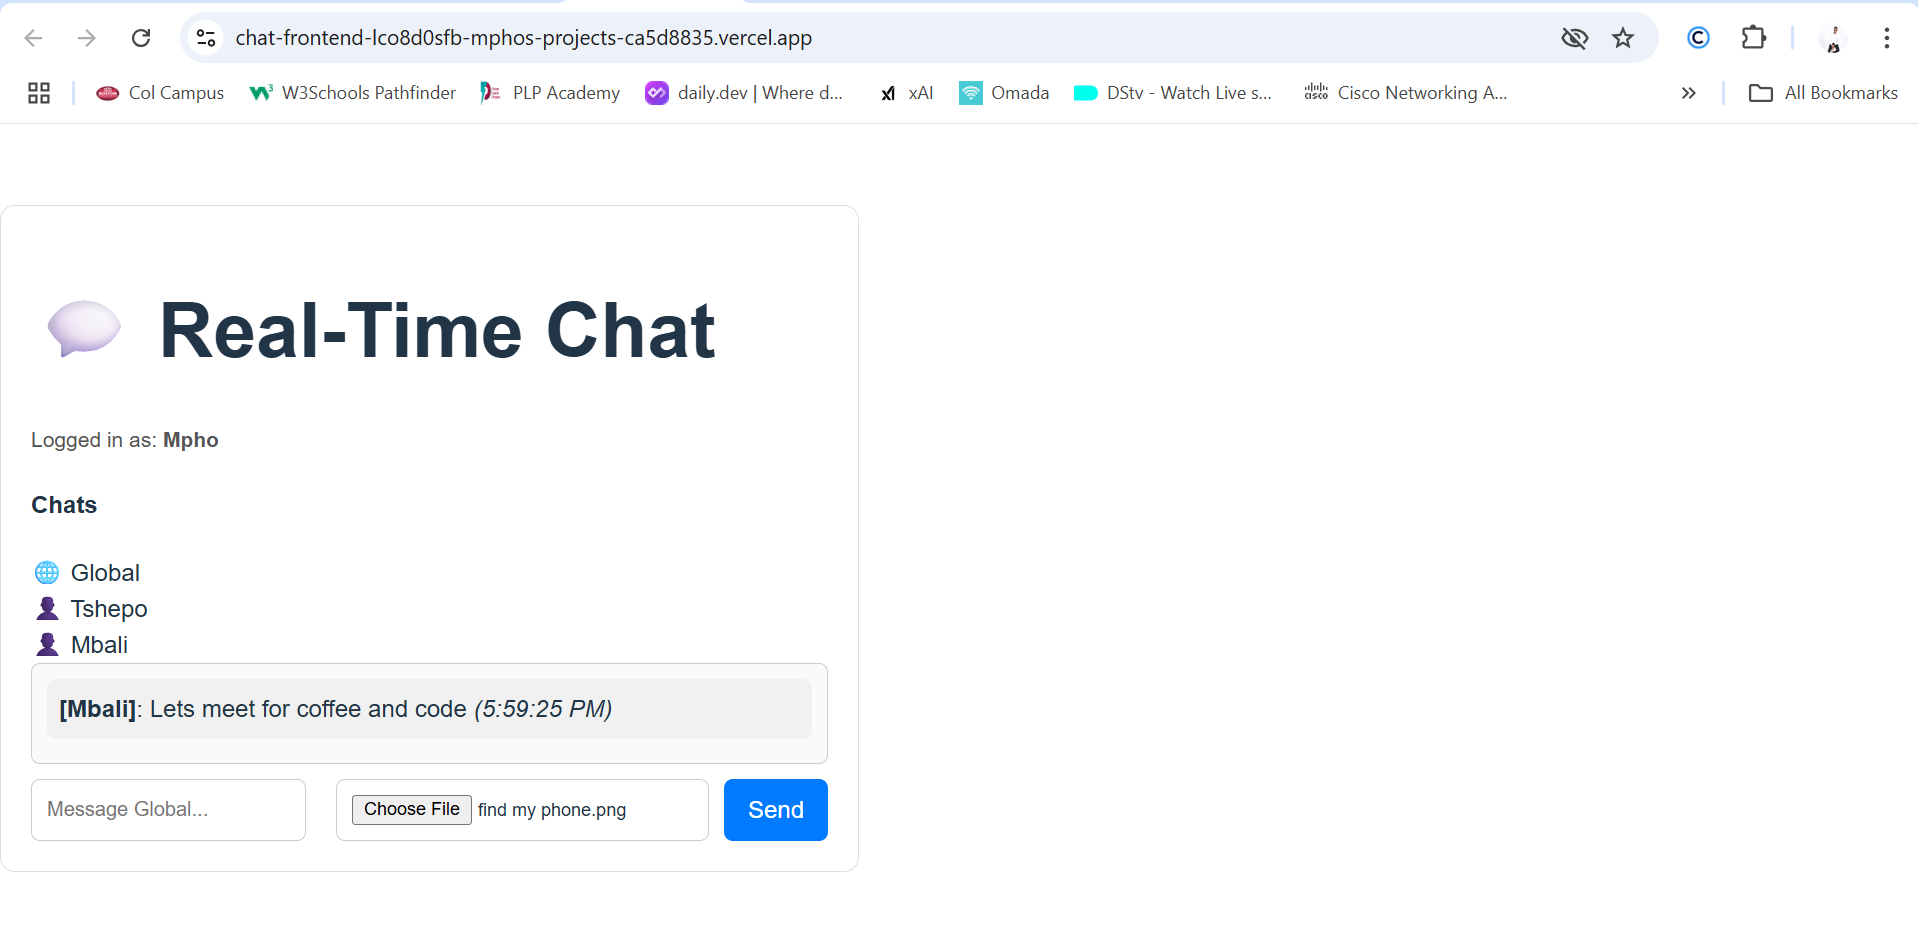 chat-frontend-lco8d0sfb-mphos-projects-ca5d8835.vercel.app
Col Campus W3Schools Pathfinder PLP Academy daily.dev | Where d... xAI Omada DStv - Watch Live s... Cisco Networking A... All Bookmarks
Real-Time Chat
Logged in as: Mpho
Chats
Global
Tshepo
Mbali
[Mbali]: Lets meet for coffee and code (5:59:25 PM)
Message Global... Choose File find my phone.png Send